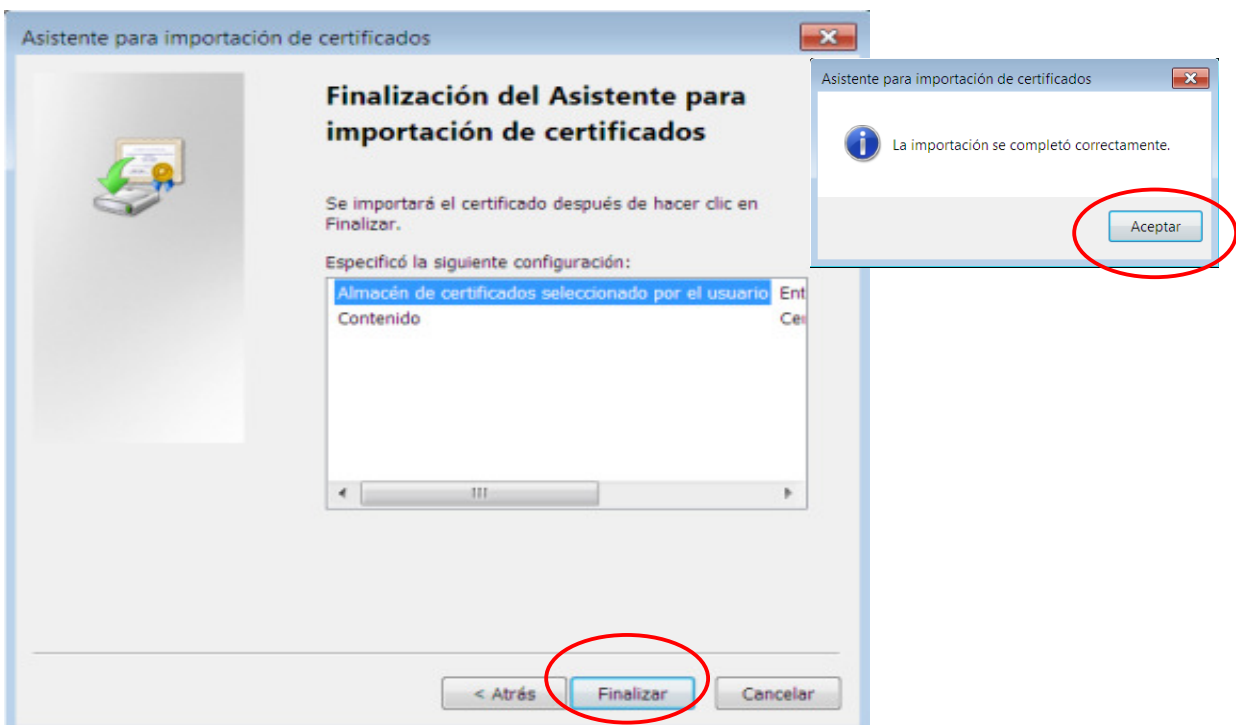 Asistente para importación de certificados
Finalización del Asistente para
importación de certificados
Se importará el certificado después de hacer clic en
Finalizar.
Especificó la siguiente configuración:
Almacén de certificados seleccionado por el usuario Ent
Contenido
< Atrás Finalizar Cancelar
Asistente para importación de certificados
La importación se completó correctamente.
Aceptar